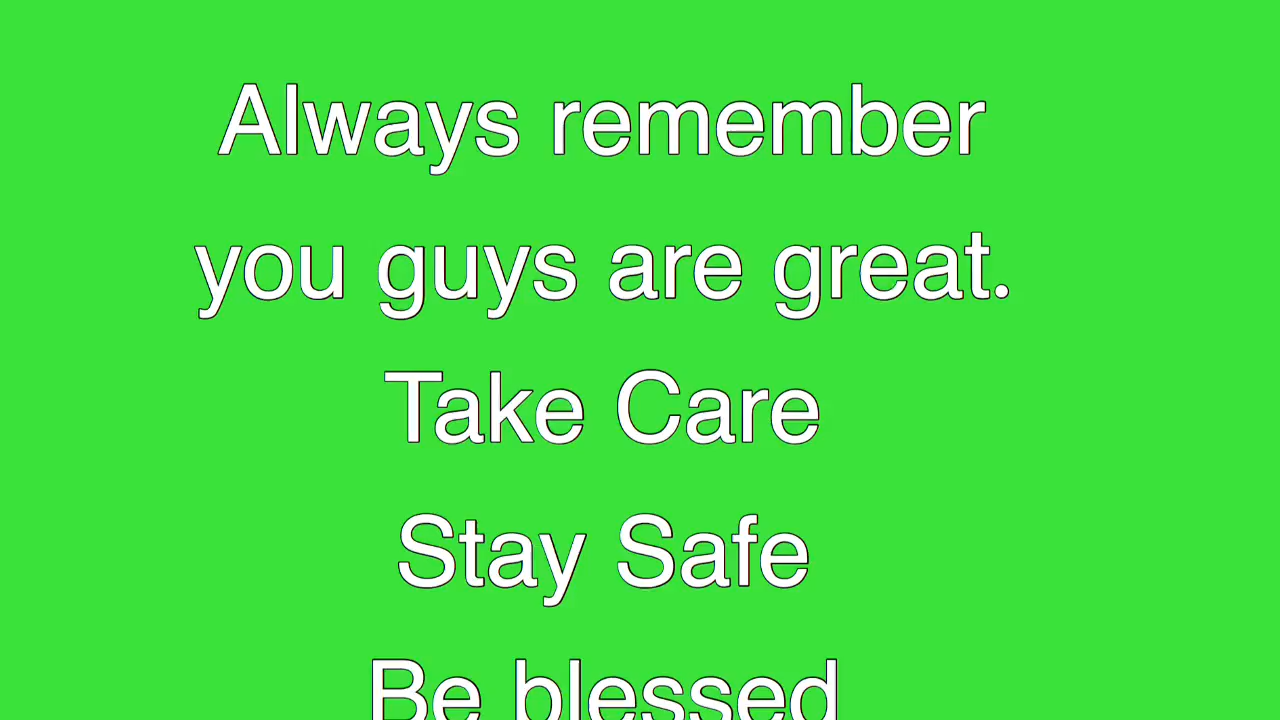 Always remember
you guys are great.
Take Care
Stay Safe
Be blessed